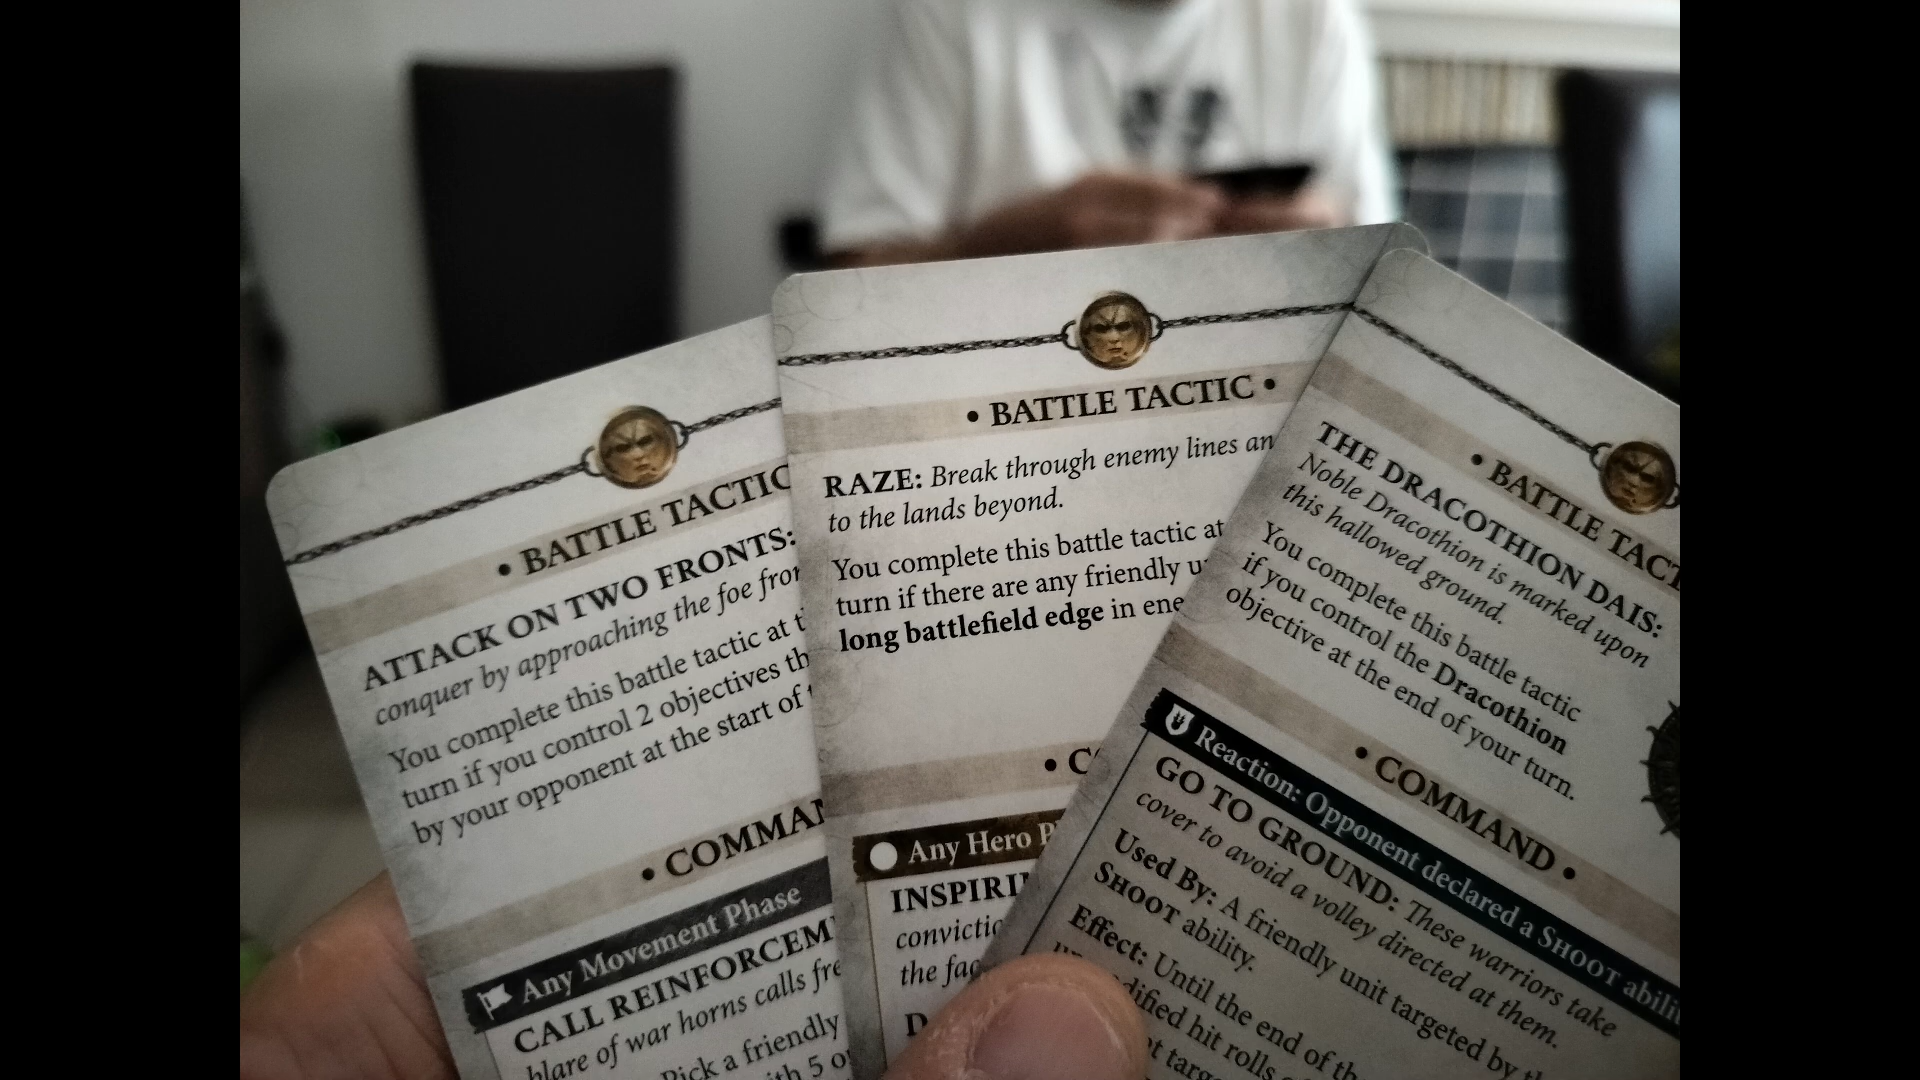 • BATTLE TACTIC
ATTACK ON TWO FRONTS:
conquer by approaching the foe from
You complete this battle tactic at
turn if you control 2 objectives
by your opponent at the start of
• COMMAN
Any Movement Phase
CALL REINFORCEM
blare of war horns calls
Pick a friendly
with 5
• BATTLE TACTIC •
RAZE: Break through enemy lines an
to the lands beyond.
You complete this battle tactic at
turn if there are any friendly
long battlefield edge in ene
• C
Any Hero
INSPIRI
convictio
the
D
• BATTLE TACT
THE DRACOTHION DAIS:
Noble Dracothion is marked upon
this hallowed ground.
You complete this battle tactic
if you control the Dracothion
objective at the end of your turn.
• COMMAND •
Reaction: Opponent declared a SHOOT abili
GO TO GROUND: These warriors take
cover to avoid a volley directed at them.
Used By: A friendly unit targeted by the
SHOOT ability.
Effect: Until the end of the
hit rolls
targ